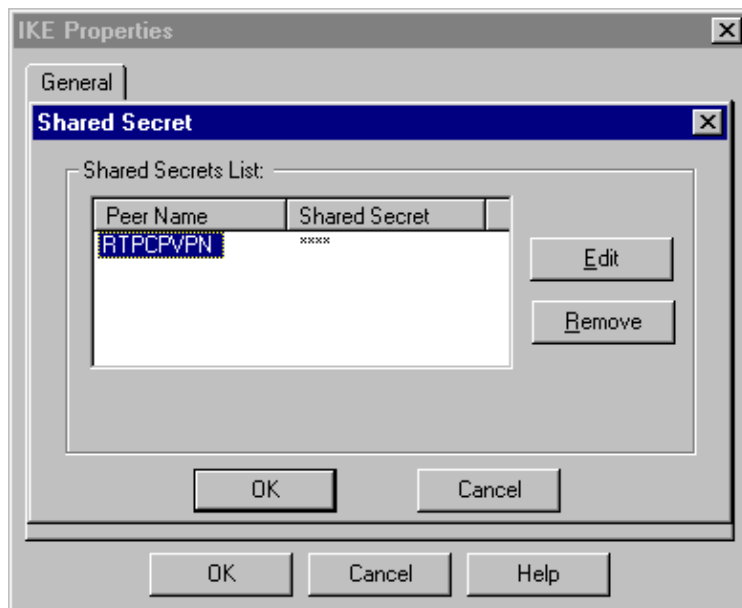 IKE Properties
General
Shared Secret
Shared Secrets List:
Peer Name Shared Secret
RTPCPVPN ****
Edit
Remove
OK Cancel
OK Cancel Help